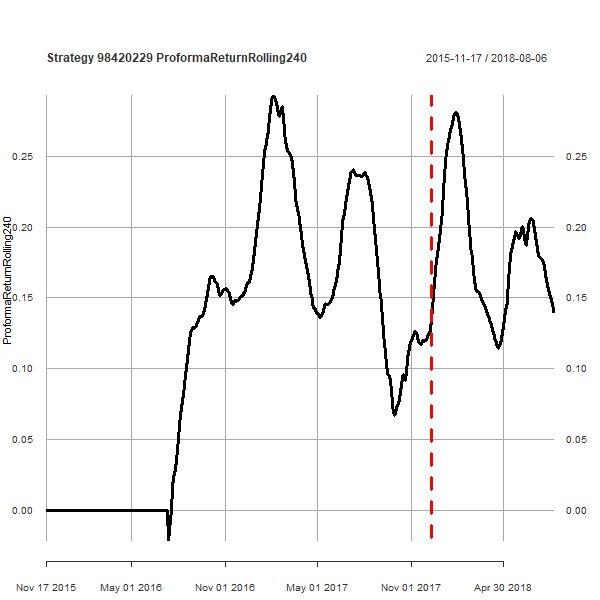 Strategy 98420229 ProformaReturnRolling240
2015-11-17 / 2018-08-06
ProformaReturnRolling240
0.25 0.25
0.20 0.20
0.15 0.15
0.10 0.10
0.05 0.05
0.00 0.00
Nov 17 2015 May 01 2016 Nov 01 2016 May 01 2017 Nov 01 2017 Apr 30 2018